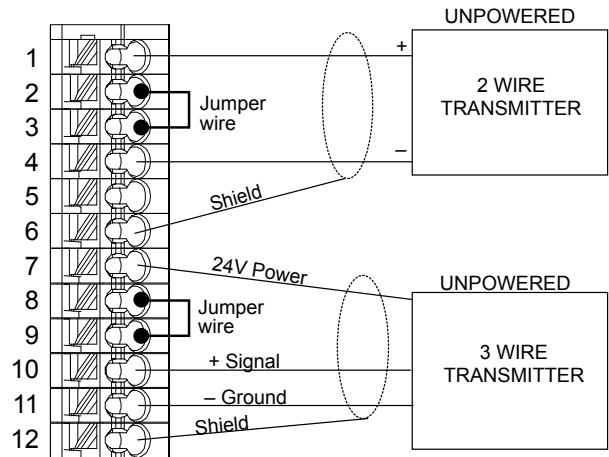 UNPOWERED
1
+
2 WIRE
TRANSMITTER
2
Jumper
wire
3
4
–
5
Shield
6
7
24V Power
UNPOWERED
8
Jumper
wire
9
10
+ Signal
3 WIRE
TRANSMITTER
11
– Ground
Shield
12